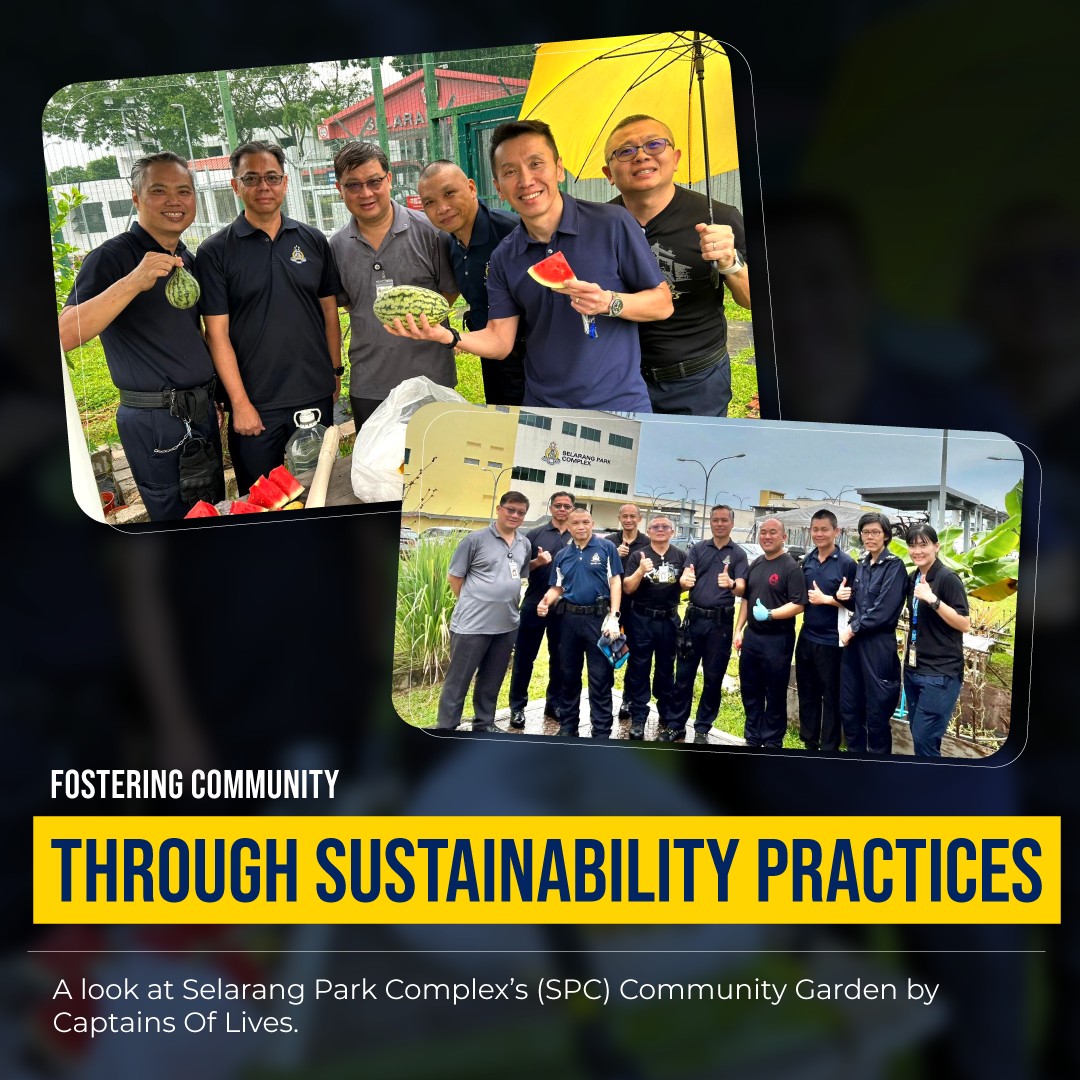 SELARANG PARK
COMPLEX
FOSTERING COMMUNITY
THROUGH SUSTAINABILITY PRACTICES
A look at Selarang Park Complex's (SPC) Community Garden by
Captains Of Lives.